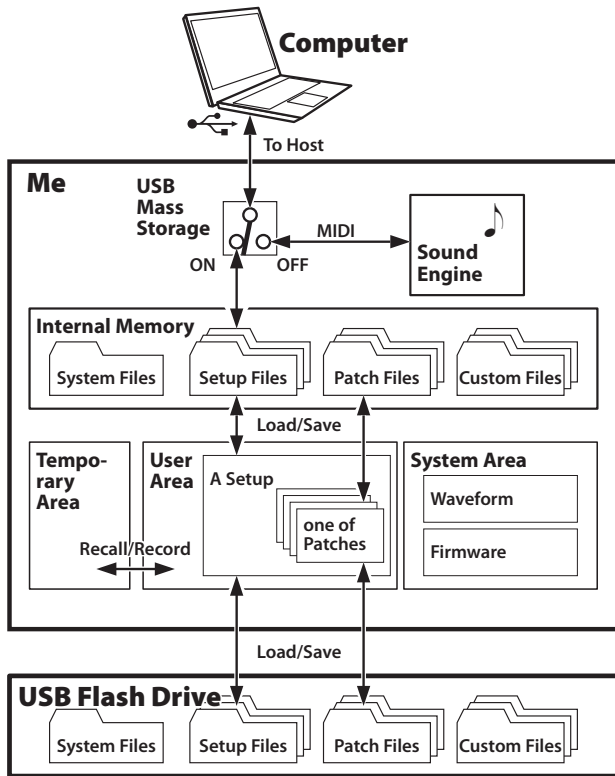 Computer
To Host
Me
USB
Mass
Storage
MIDI
ON
OFF
Sound
Engine
Internal Memory
System Files
Setup Files
Patch Files
Custom Files
Load/Save
Tempo-
rary
Area
User
Area
A Setup
one of
Patches
System Area
Waveform
Firmware
Recall/Record
Load/Save
USB Flash Drive
System Files
Setup Files
Patch Files
Custom Files